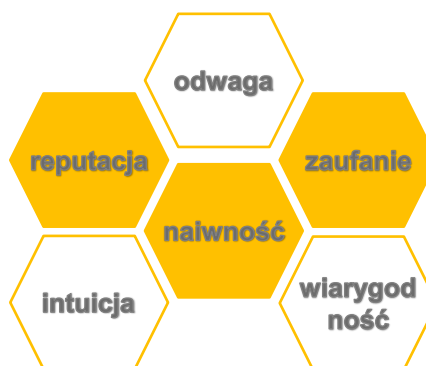 odwaga
reputacja
zaufanie
naiwność
intuicja
wiarygod
ność